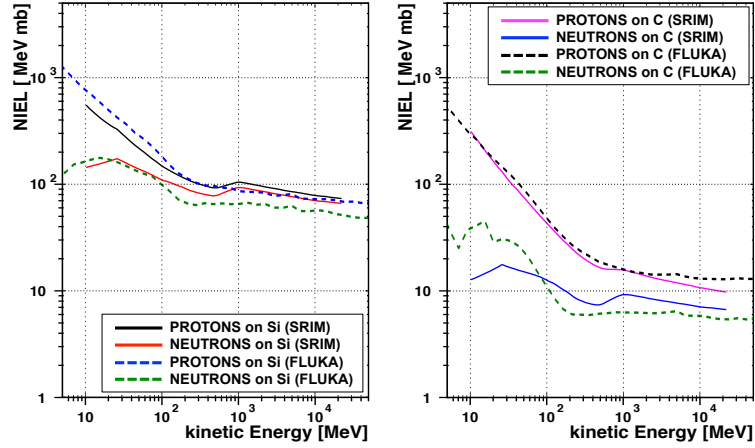 NIEL [ MeV mb]
10³
10²
10
1
10
10²
10³
10⁴
kinetic Energy [MeV]
PROTONS on Si (SRIM)
NEUTRONS on Si (SRIM)
PROTONS on Si (FLUKA)
NEUTRONS on Si (FLUKA)
NIEL [ MeV mb]
10³
10²
10
1
10
10²
10³
10⁴
kinetic Energy [MeV]
PROTONS on C (SRIM)
NEUTRONS on C (SRIM)
PROTONS on C (FLUKA)
NEUTRONS on C (FLUKA)